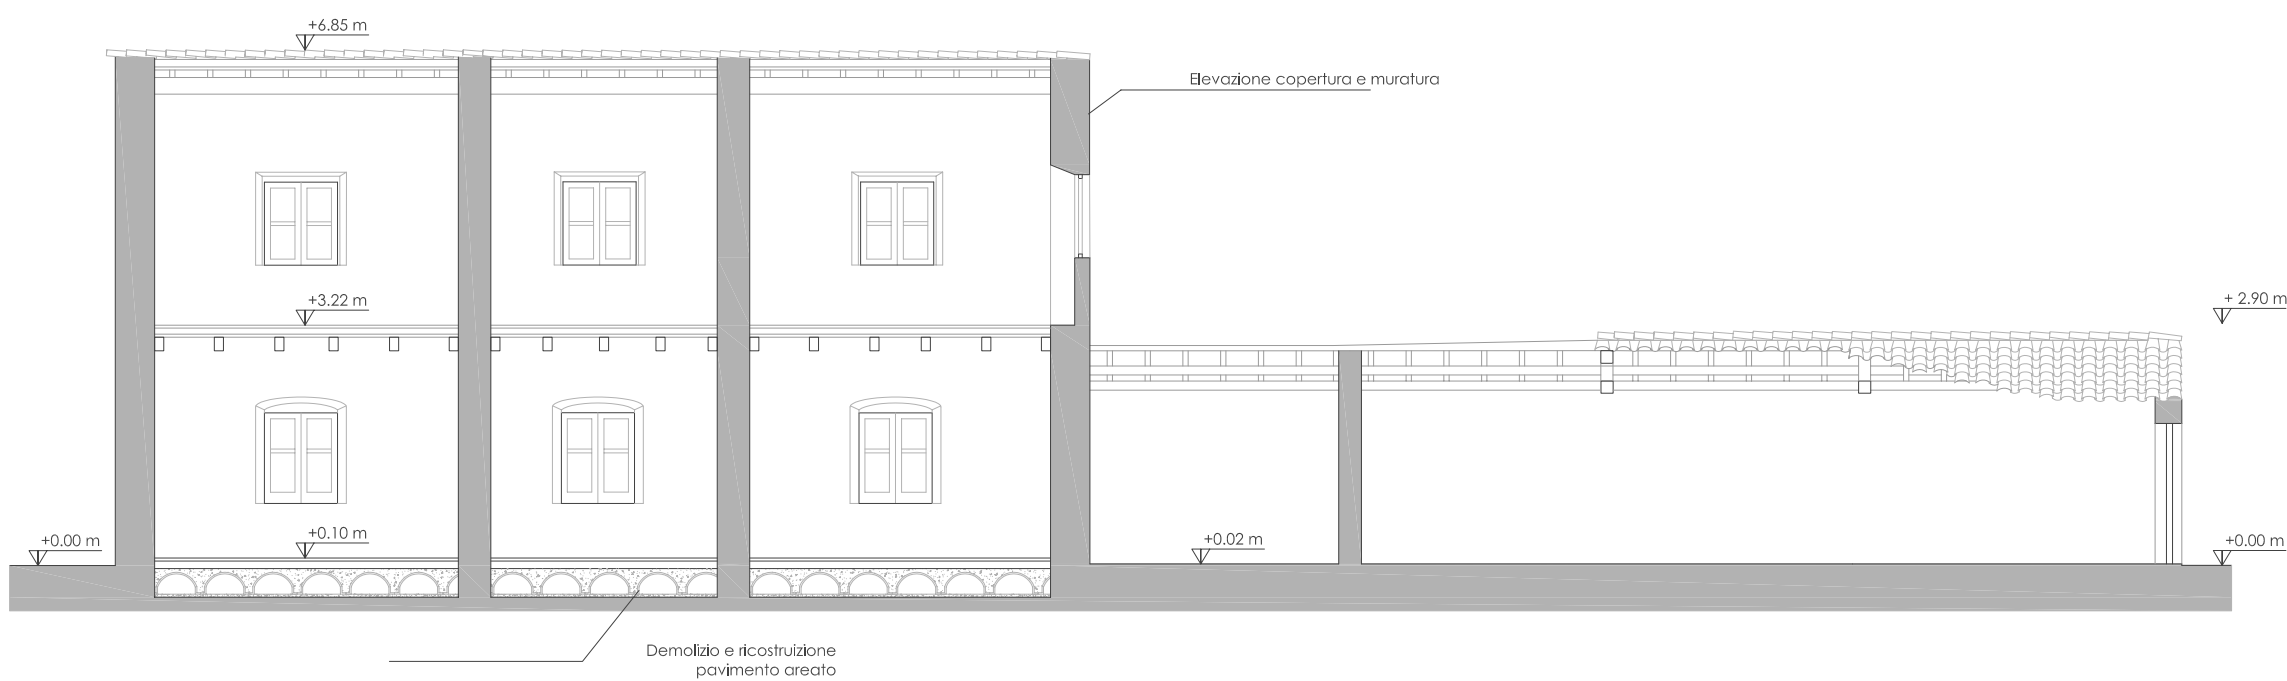 +6.85 m
Elevazione copertura e muratura
+3.22 m
+ 2.90 m
+0.10 m
+0.00 m
+0.02 m
+0.00 m
Demolizio e ricostruizione
pavimento areato